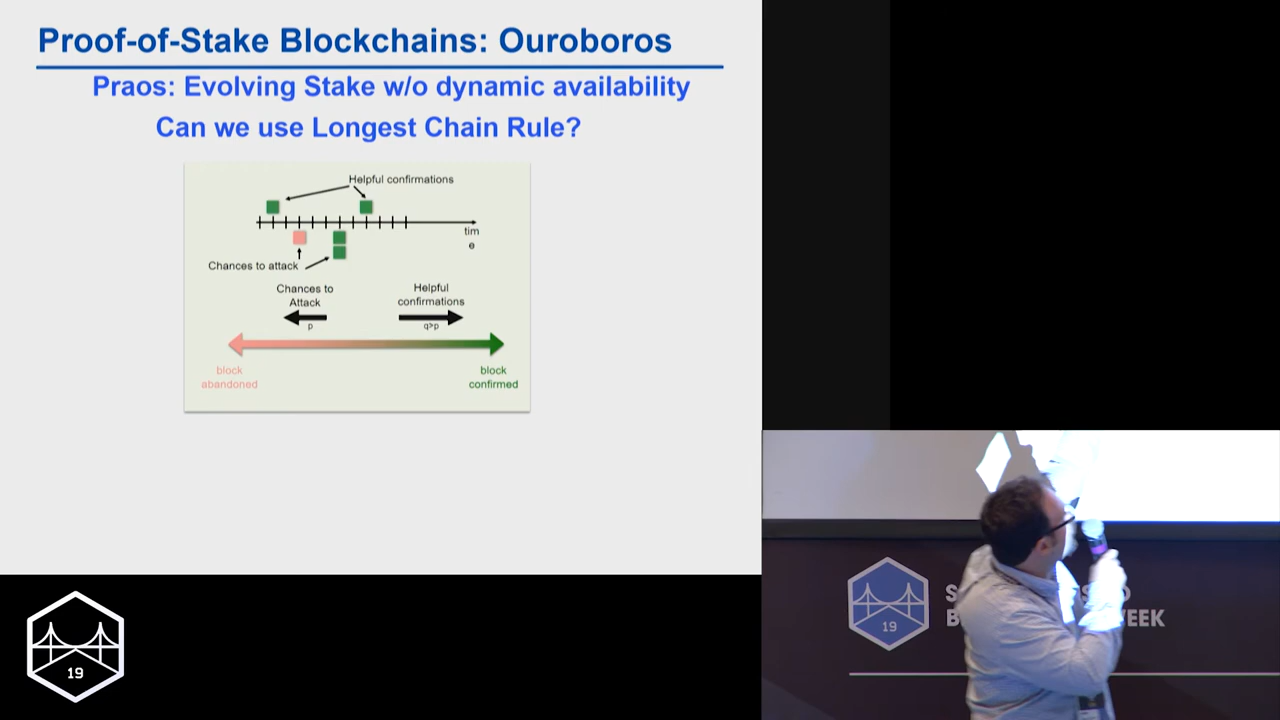 Proof-of-Stake Blockchains: Ouroboros
Praos: Evolving Stake w/o dynamic availability
Can we use Longest Chain Rule?
Helpful confirmations
tim
e
Chances to attack
Chances to
Attack
Helpful
confirmations
p
q>p
block
abandoned
block
confirmed
19
19